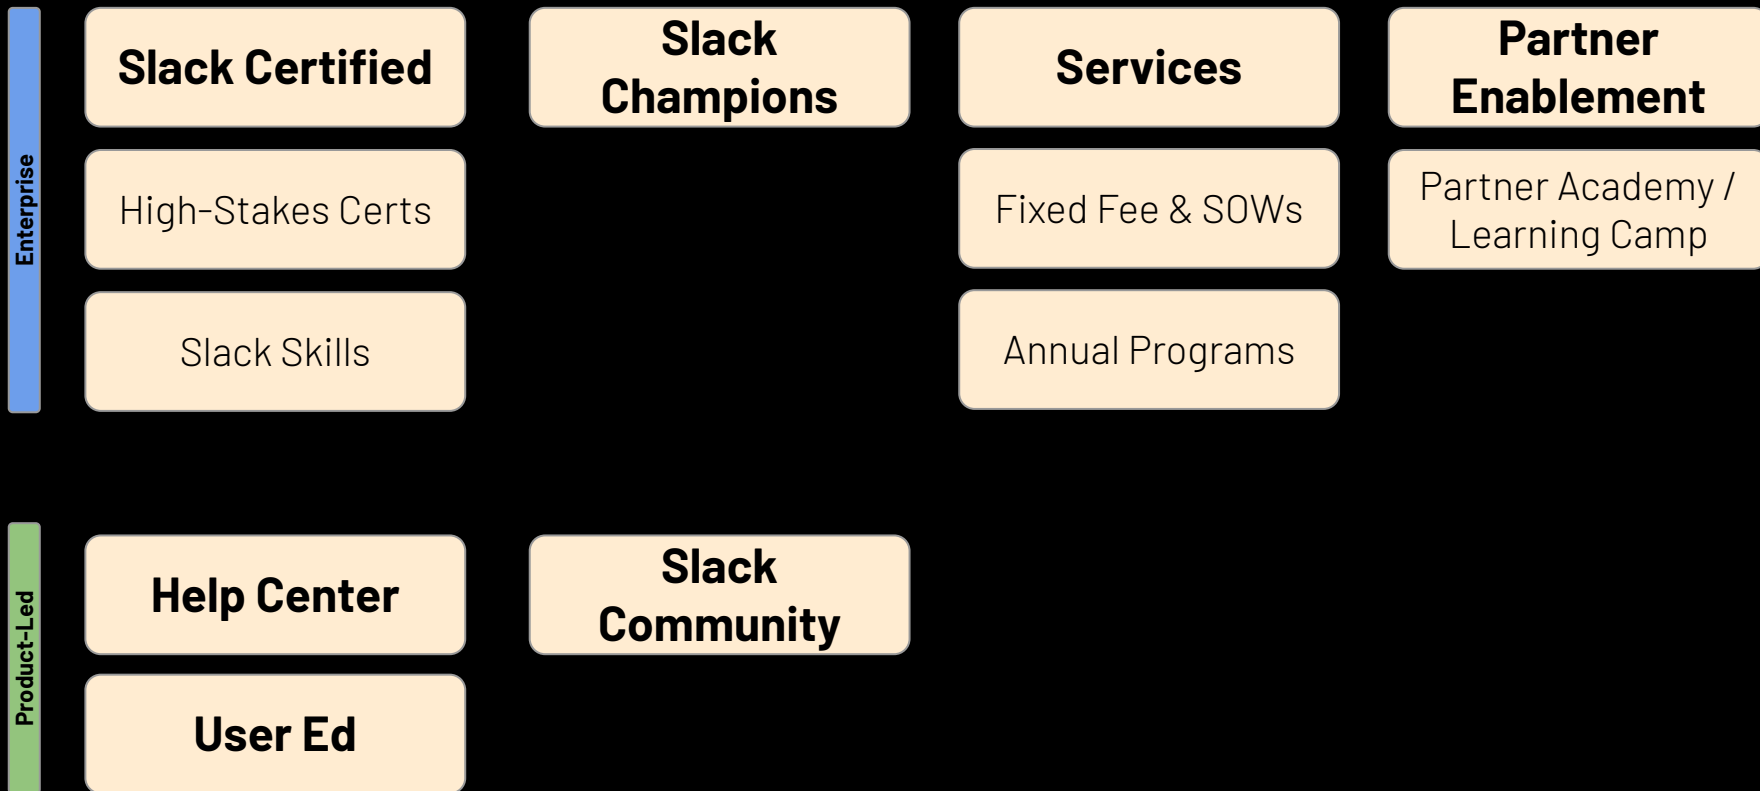 Enterprise
Slack Certified
Slack
Champions
Services
Partner
Enablement
High-Stakes Certs
Fixed Fee & SOWs
Partner Academy /
Learning Camp
Slack Skills
Annual Programs
Product-Led
Help Center
Slack
Community
User Ed